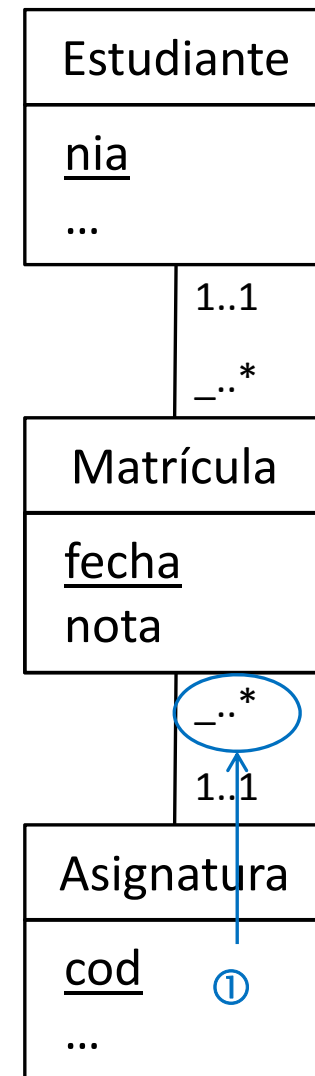 Estudiante
nia
...
1..1
_..*
Matrícula
fecha
nota
_..*
1..1
Asignatura
cod
①
...